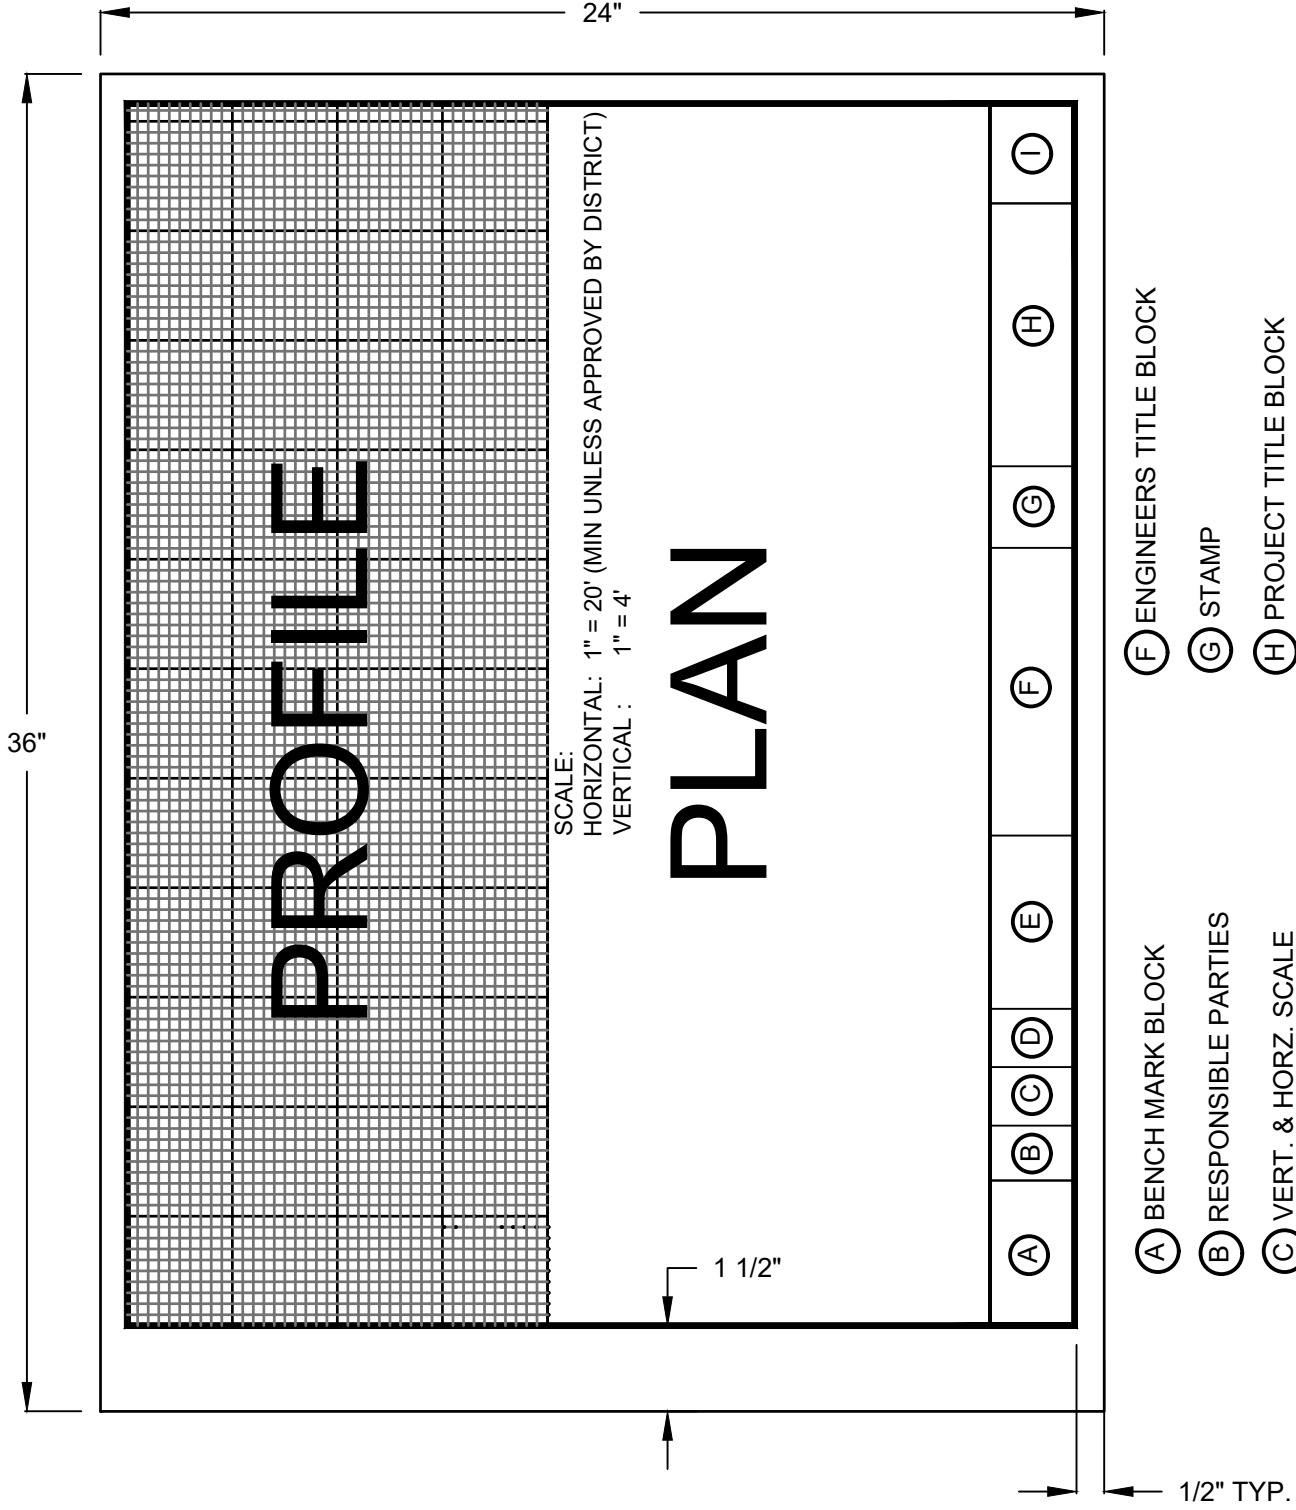 24"
36"
PROFILE
SCALE:
HORIZONTAL: 1" = 20' (MIN UNLESS APPROVED BY DISTRICT)
VERTICAL : 1" = 4'
PLAN
1 1/2"
A
B
C
D
E
F
G
H
I
A BENCH MARK BLOCK
B RESPONSIBLE PARTIES
C VERT. & HORZ. SCALE
F ENGINEERS TITLE BLOCK
G STAMP
H PROJECT TITLE BLOCK
1/2" TYP.